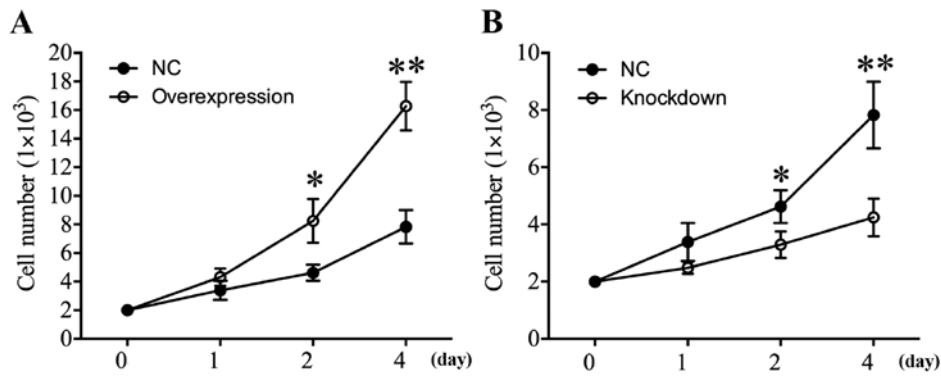 A
Cell number (1×10³)
20
18
16
14
12
10
8
6
4
2
0
NC
Overexpression
*
**
0 1 2 4 (day)
B
Cell number (1×10³)
10
8
6
4
2
0
NC
Knockdown
*
**
0 1 2 4 (day)